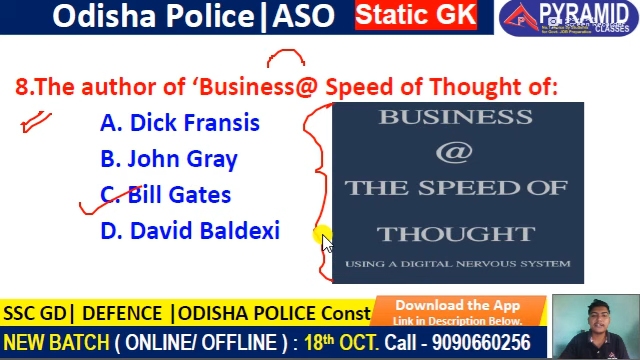 Odisha Police|ASO Static GK
PYRAMID
CLASSES
8.The author of ‘Business@ Speed of Thought of:
A. Dick Fransis
B. John Gray
C. Bill Gates
D. David Baldexi
BUSINESS
@
THE SPEED OF
THOUGHT
USING A DIGITAL NERVOUS SYSTEM
SSC GD| DEFENCE |ODISHA POLICE Const
Download the App
Link in Description Below.
NEW BATCH ( ONLINE/ OFFLINE ) : 18th OCT. Call - 9090660256